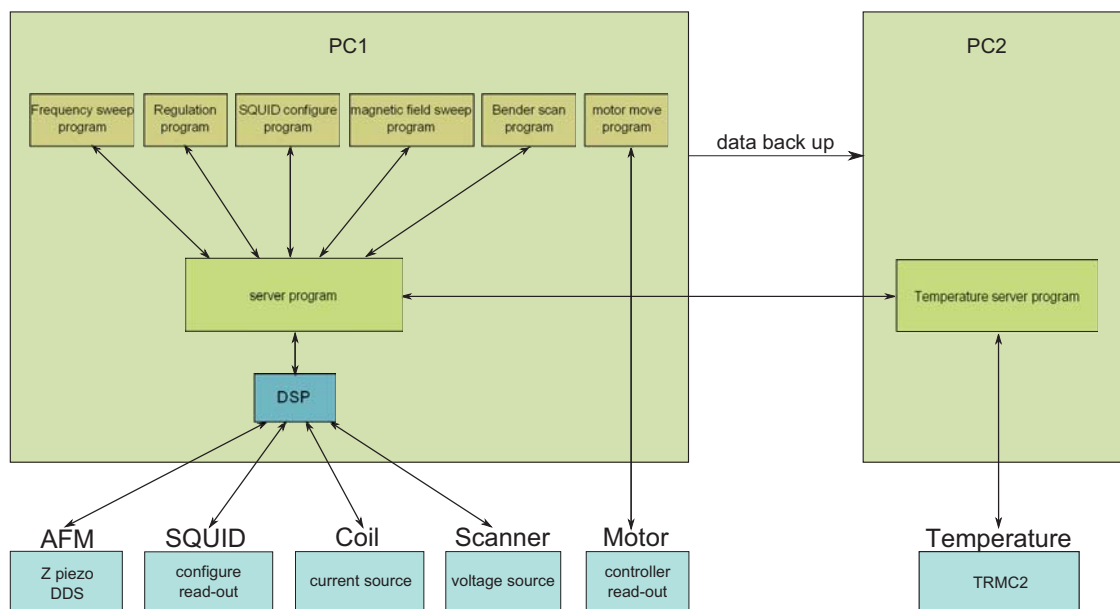 PC1
PC2
Frequency sweep
program
Regulation
program
SQUID configure
program
magnetic field sweep
program
Bender scan
program
motor move
program
data back up
server program
Temperature server program
DSP
AFM
SQUID
Coil
Scanner
Motor
Temperature
Z piezo
DDS
configure
read-out
current source
voltage source
controller
read-out
TRMC2